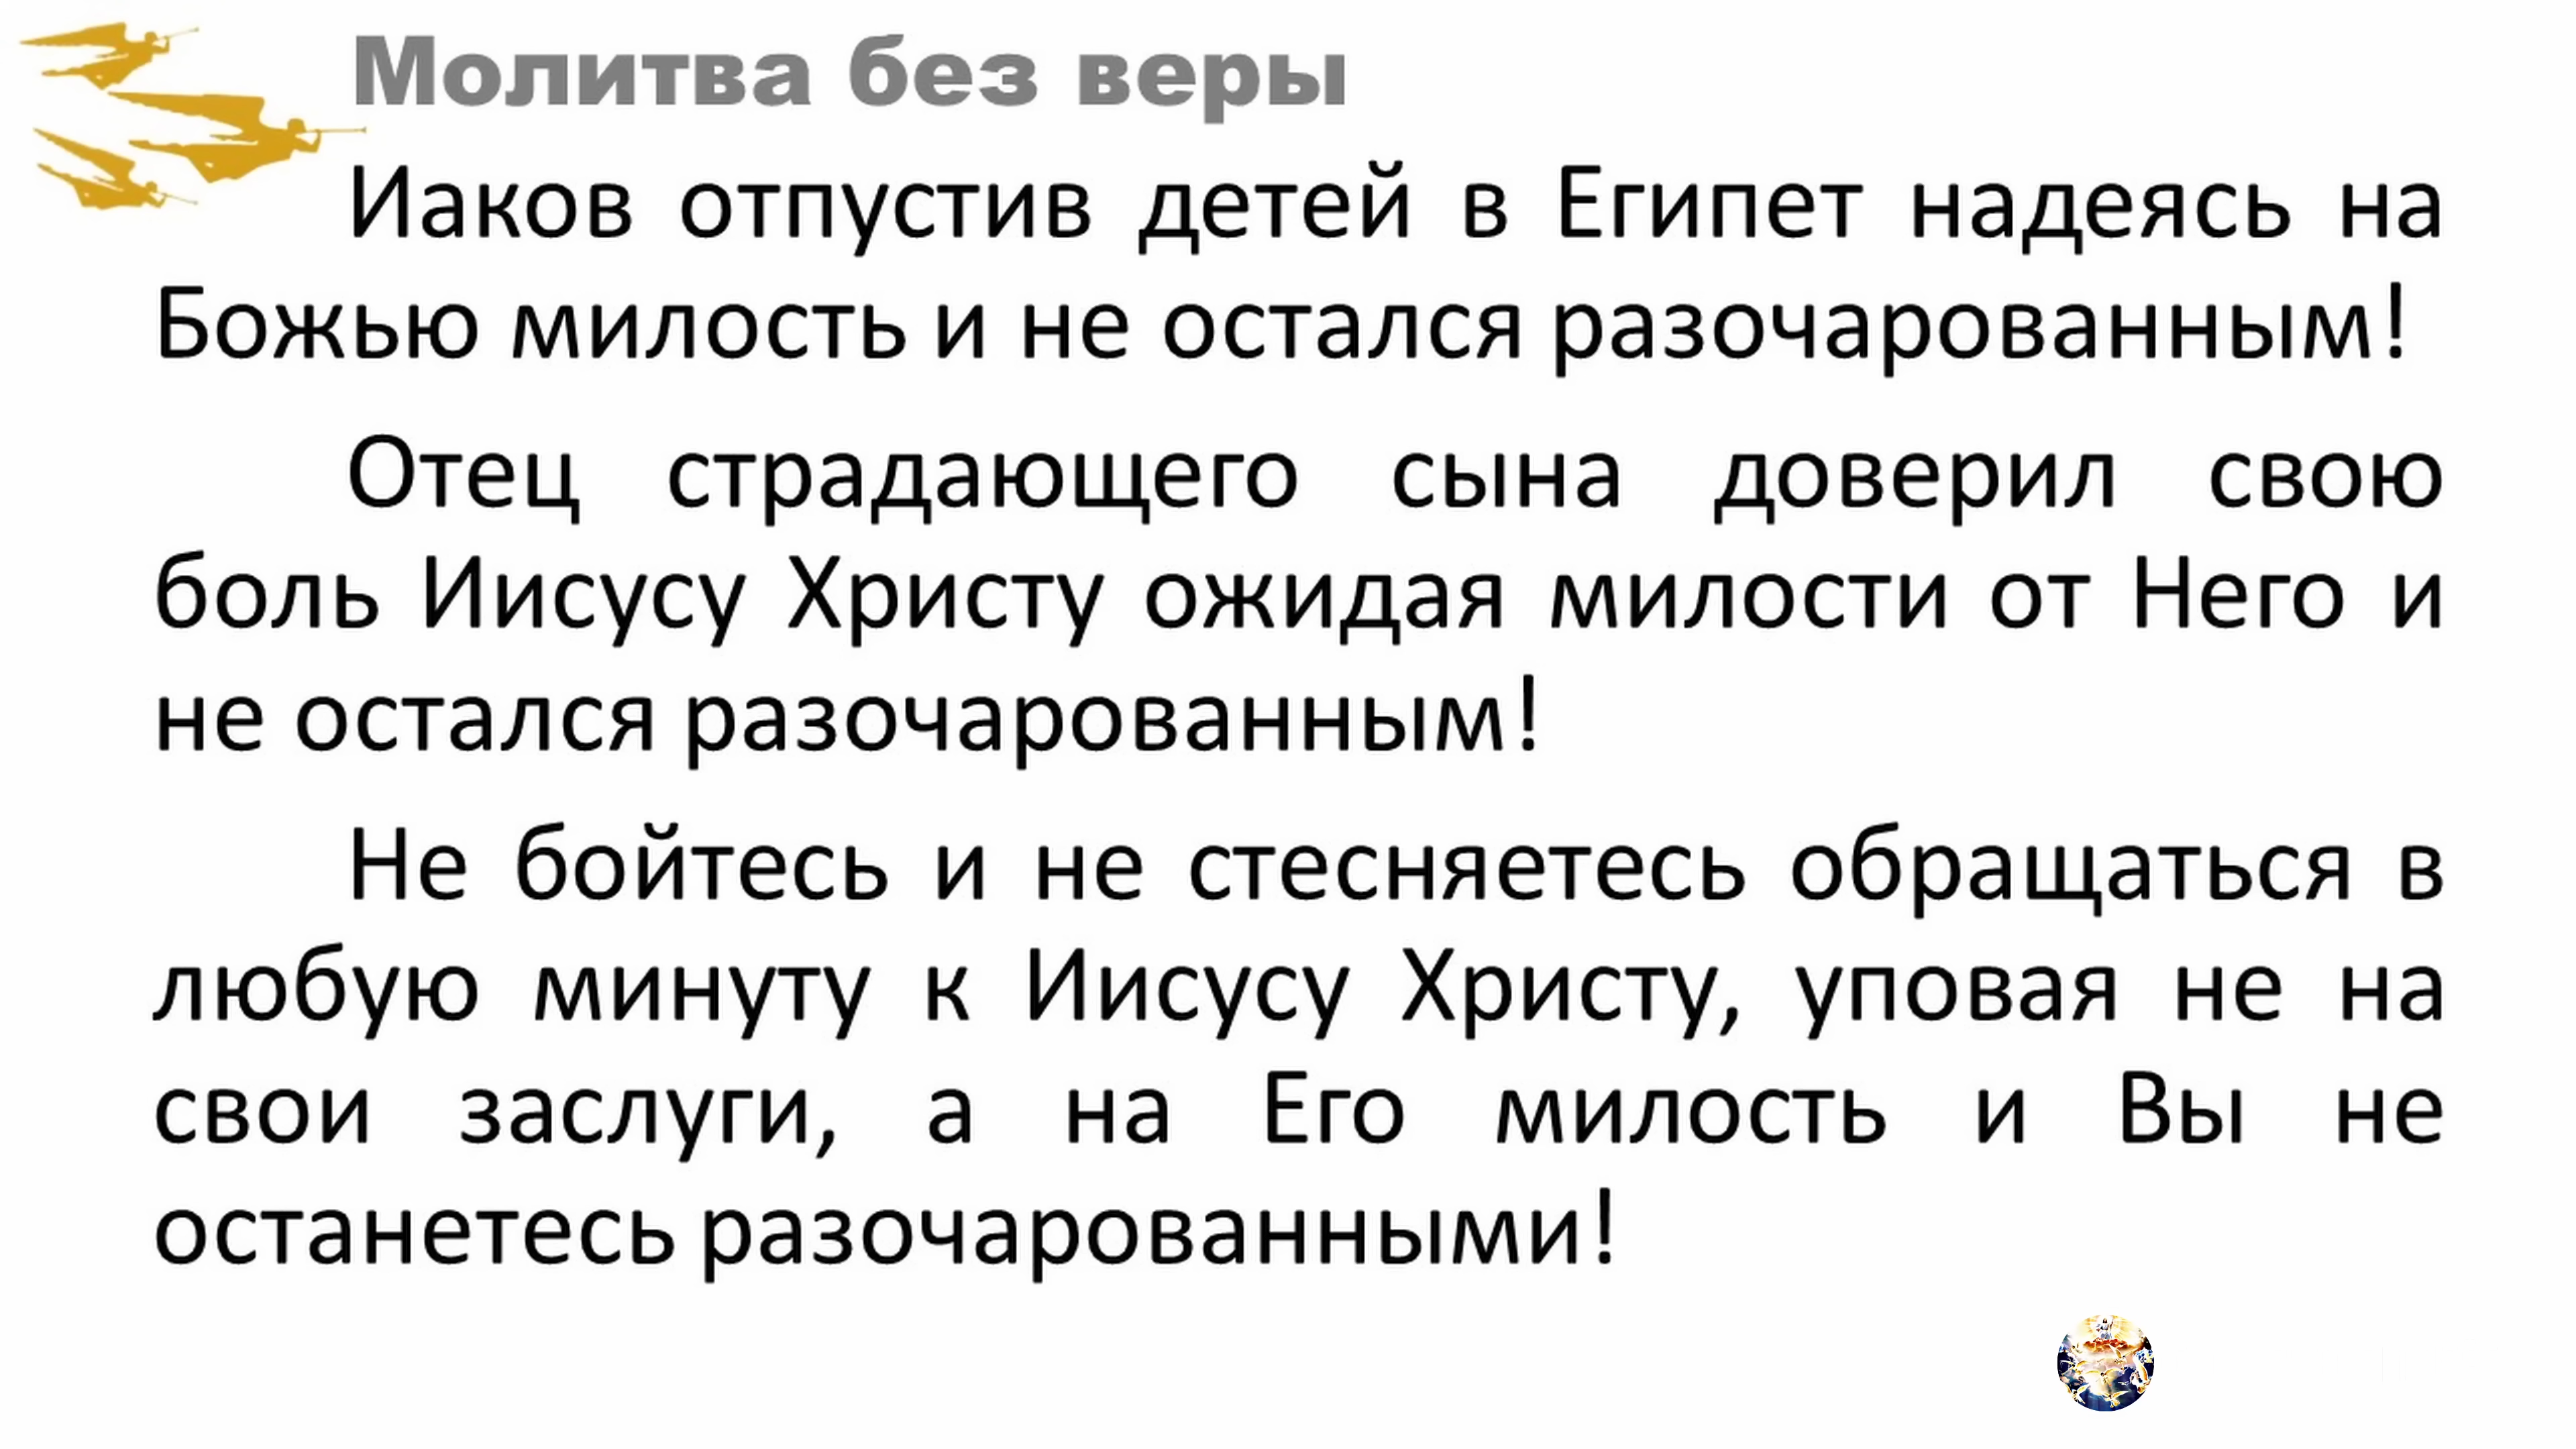 Молитва без веры
Иаков отпустив детей в Египет надеясь на
Божью милость и не остался разочарованным!
Отец страдающего сына доверил свою
боль Иисусу Христу ожидая милости от Него и
не остался разочарованным!
Не бойтесь и не стесняетесь обращаться в
любую минуту к Иисусу Христу, уповая не на
свои заслуги, а на Его милость и Вы не
останетесь разочарованными!